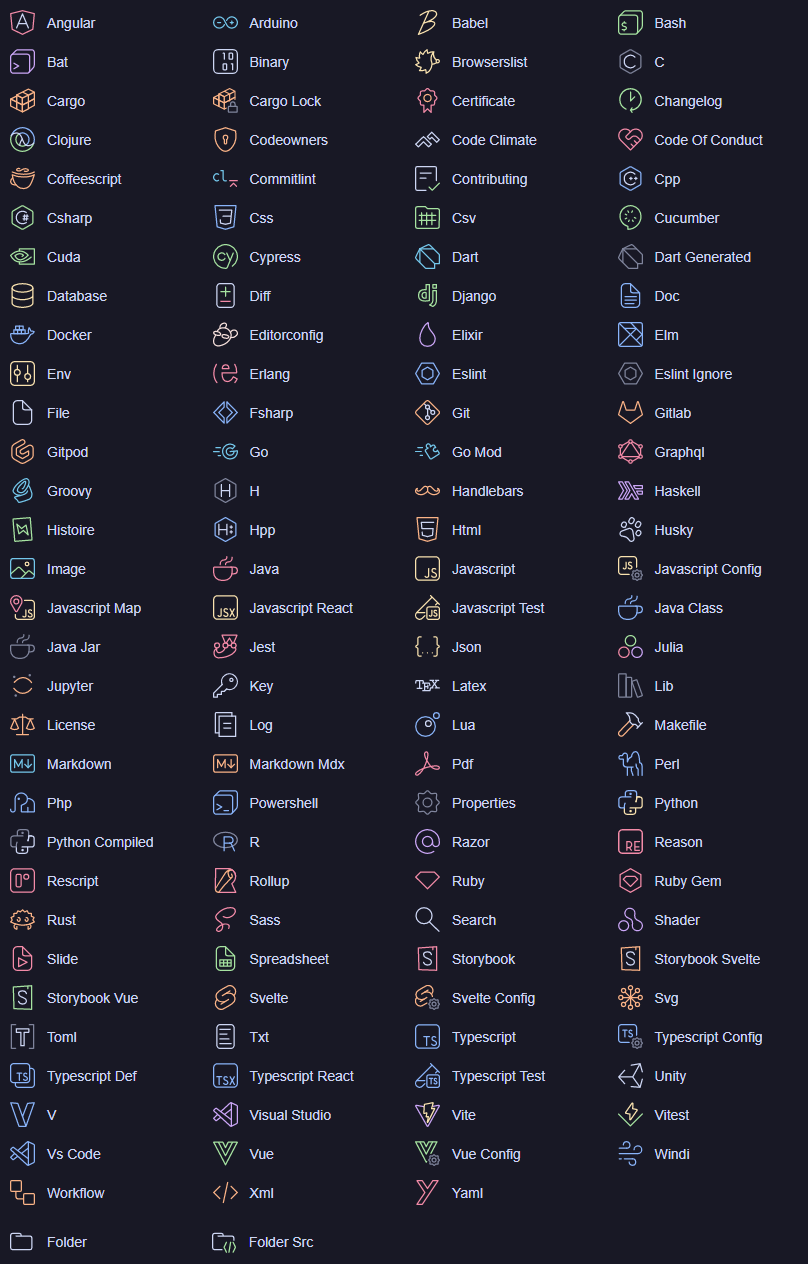 Angular Arduino Babel Bash
Bat Binary Browserslist C
Cargo Cargo Lock Certificate Changelog
Clojure Codeowners Code Climate Code Of Conduct
Coffeescript Commitlint Contributing Cpp
Csharp Css Csv Cucumber
Cuda Cypress Dart Dart Generated
Database Diff Django Doc
Docker Editorconfig Elixir Elm
Env Erlang Eslint Eslint Ignore
File Fsharp Git Gitlab
Gitpod Go Go Mod Graphql
Groovy H Handlebars Haskell
Histoire Hpp Html Husky
Image Java Javascript Javascript Config
Javascript Map Javascript React Javascript Test Java Class
Java Jar Jest Json Julia
Jupyter Key Latex Lib
License Log Lua Makefile
Markdown Markdown Mdx Pdf Perl
Php Powershell Properties Python
Python Compiled R Razor Reason
Rescript Rollup Ruby Ruby Gem
Rust Sass Search Shader
Slide Spreadsheet Storybook Storybook Svelte
Storybook Vue Svelte Svelte Config Svg
Toml Txt Typescript Typescript Config
Typescript Def Typescript React Typescript Test Unity
V Visual Studio Vite Vitest
Vs Code Vue Vue Config Windi
Workflow Xml Yaml
Folder Folder Src